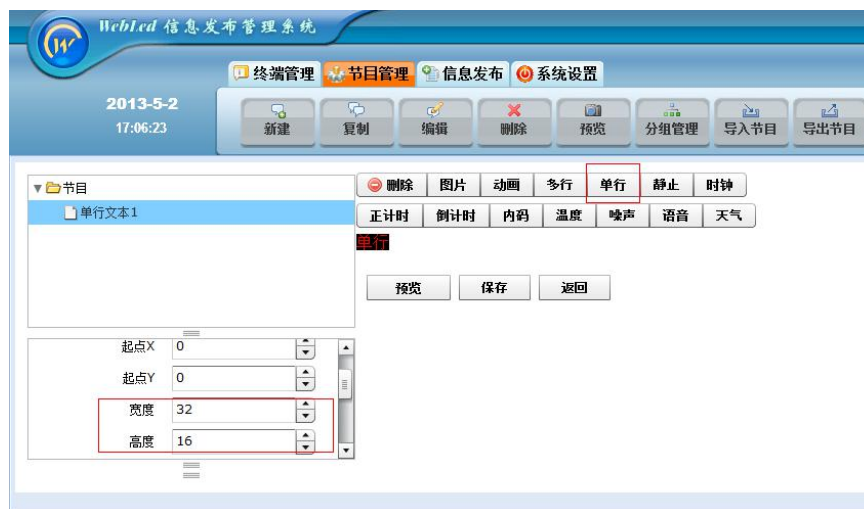 WebLed 信息发布管理系统
终端管理 节目管理 信息发布 系统设置
2013-5-2
17:06:23
新建 复制 编辑 删除 预览 分组管理 导入节目 导出节目
节目
单行文本1
删除 图片 动画 多行 单行 静止 时钟
正计时 倒计时 内码 温度 噪声 语音 天气
单行
预览 保存 返回
起点X 0
起点Y 0
宽度 32
高度 16